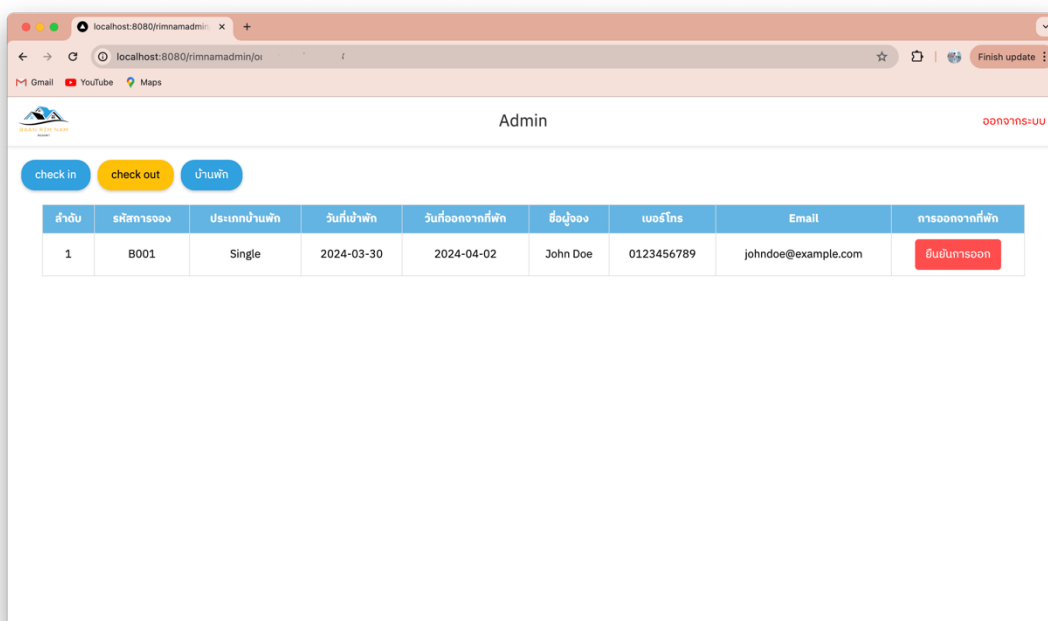 localhost:8080/rimnamadmin
localhost:8080/rimnamadmin/o
Finish update
Gmail YouTube Maps
BAAN RIM NAM
RESORT
Admin
ออกจากระบบ
check in check out บ้านพัก
ลำดับ รหัสการจอง ประเภทบ้านพัก วันที่เข้าพัก วันที่ออกจากที่พัก ชื่อผู้จอง เบอร์โทร Email การออกจากที่พัก
1 B001 Single 2024-03-30 2024-04-02 John Doe 0123456789 johndoe@example.com ยืนยันการออก